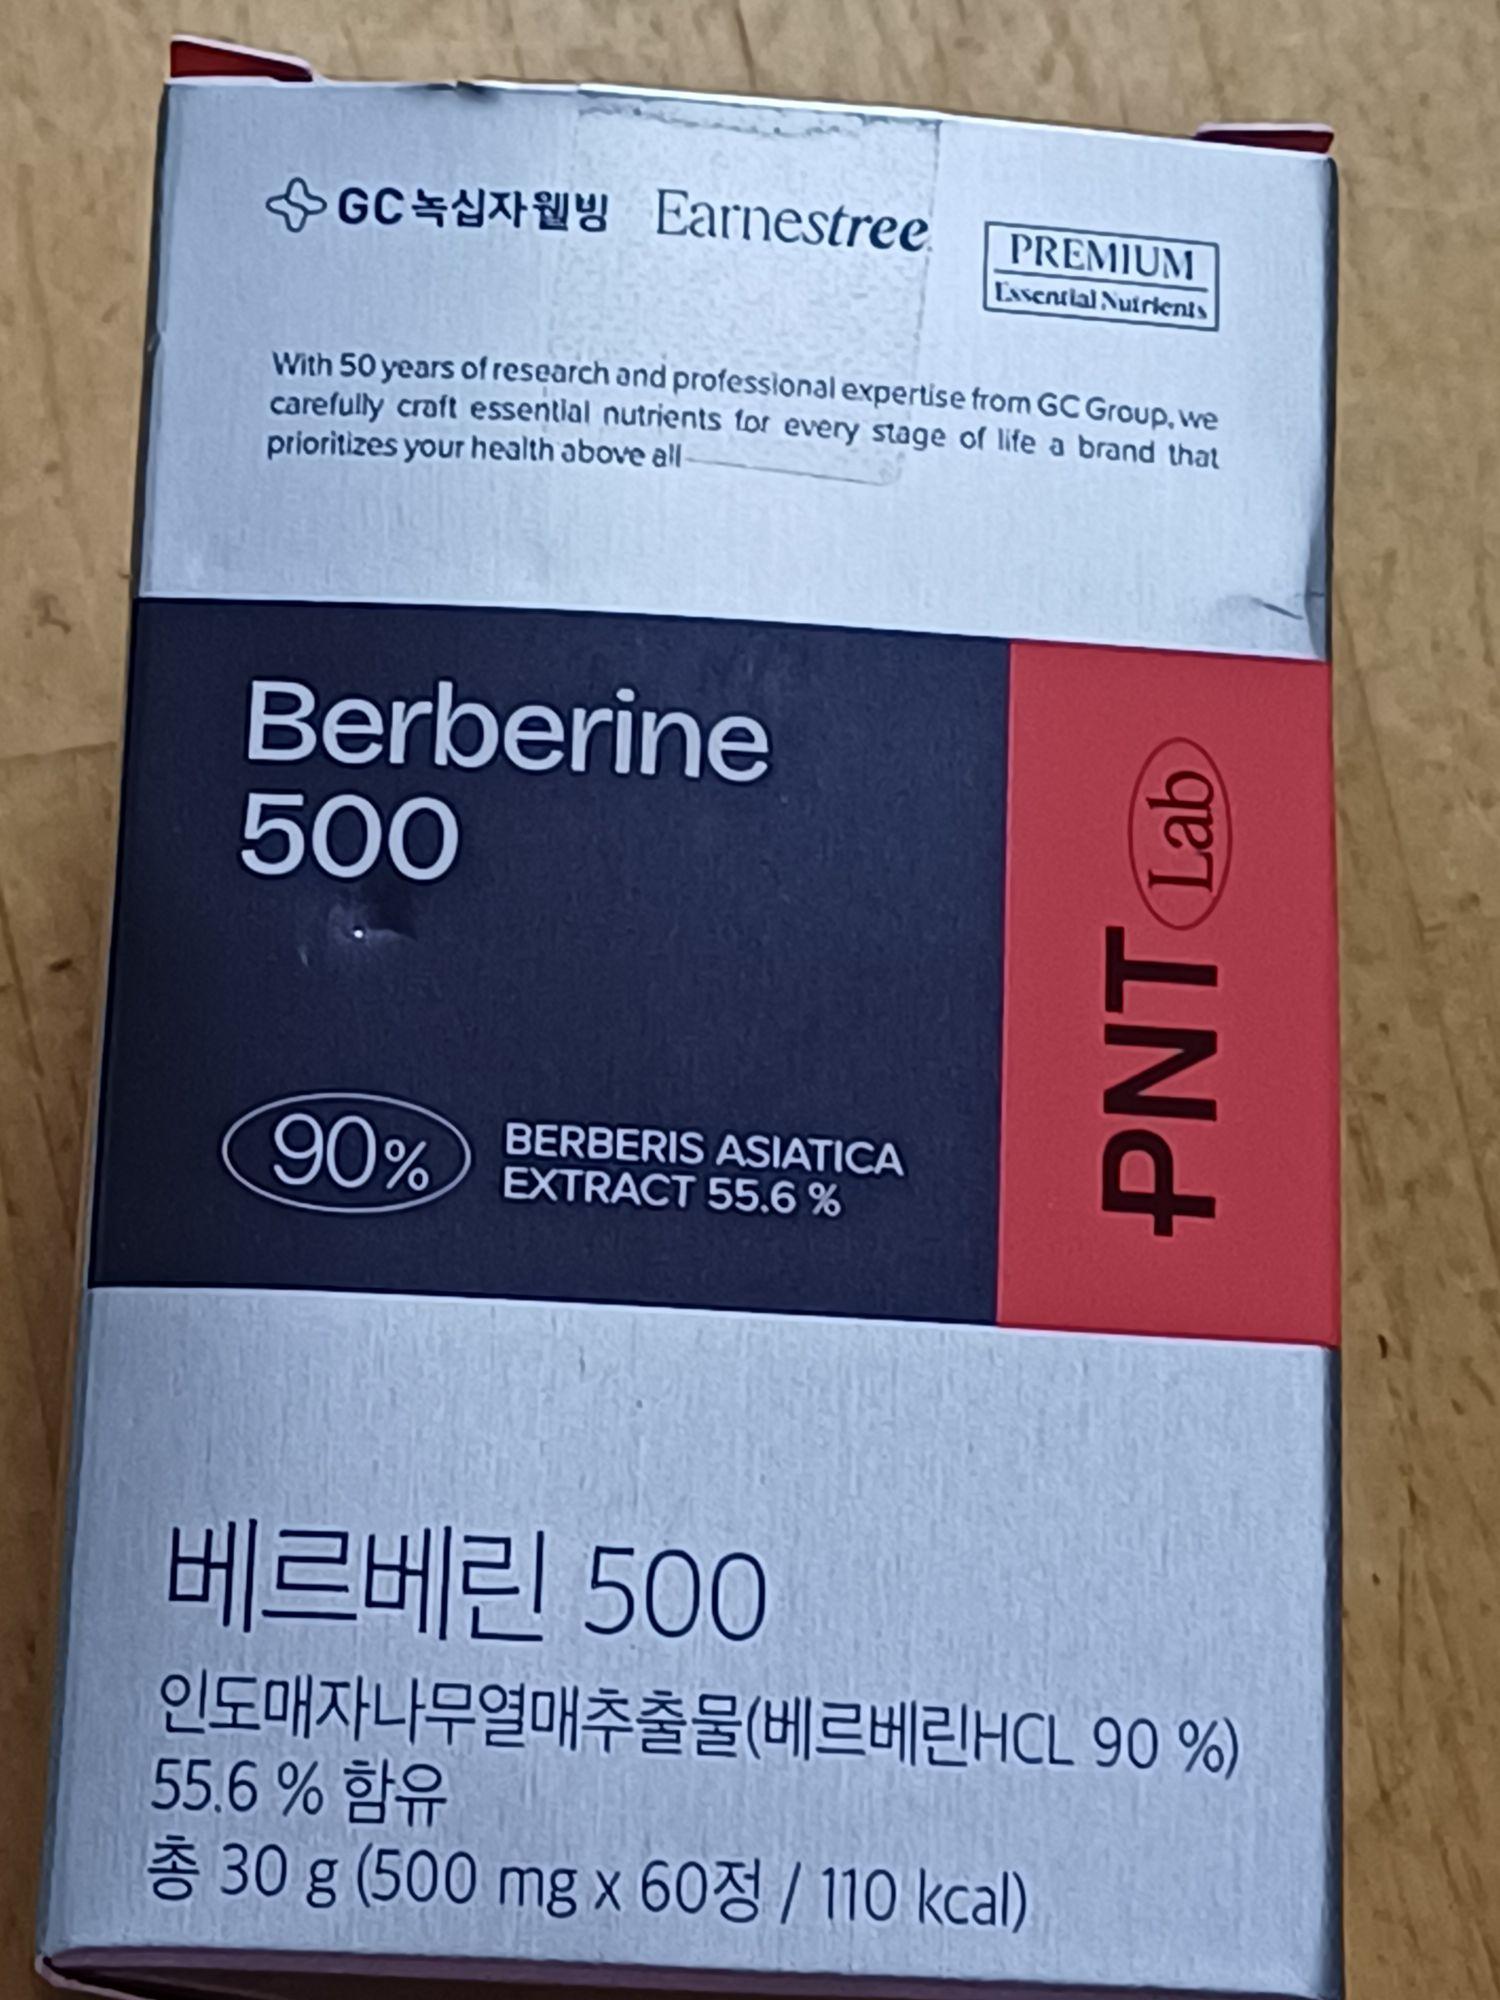 GC녹십자웰빙 Earnestree
PREMIUM
Essential Nutrients
With 50 years of research and professional expertise from GC Group, we
carefully craft essential nutrients for every stage of life a brand that
prioritizes your health above all
Berberine
500
90%
BERBERIS ASIATICA
EXTRACT 55.6 %
PNT Lab
베르베린 500
인도매자나무열매추출물(베르베린HCL 90 %)
55.6 % 함유
총 30 g (500 mg x 60정 / 110 kcal)